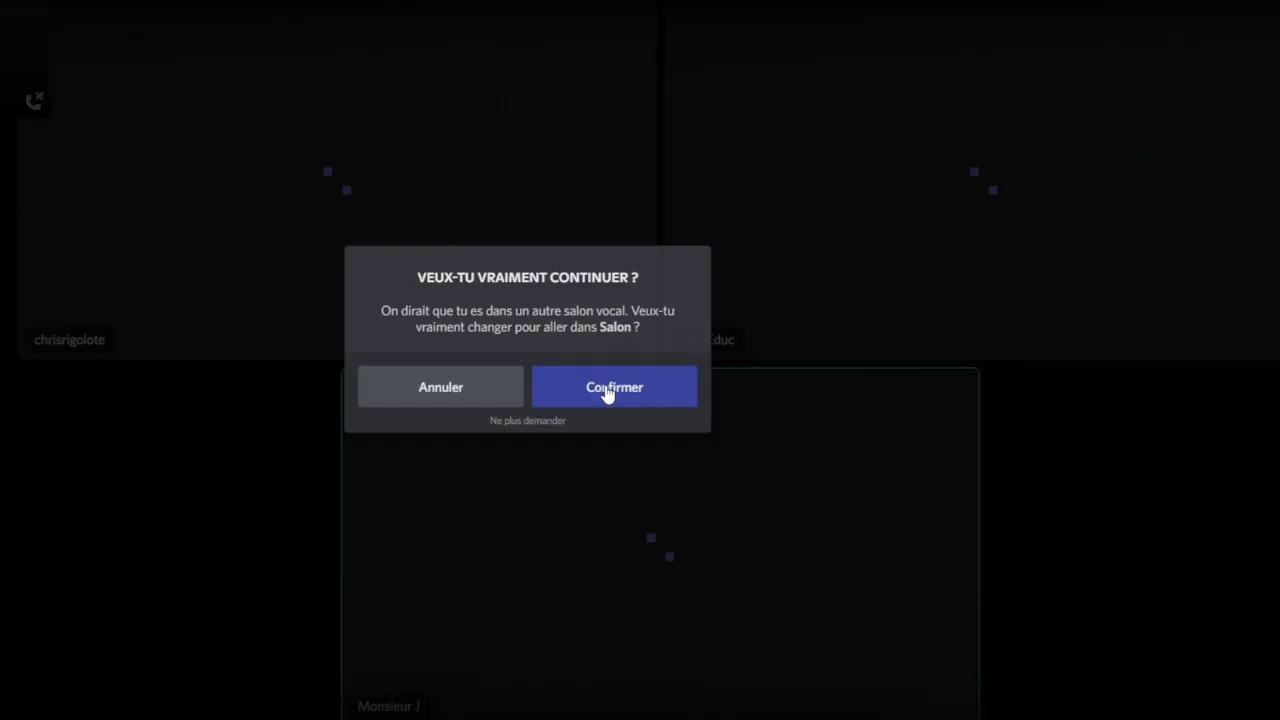 VEUX-TU VRAIMENT CONTINUER ?
On dirait que tu es dans un autre salon vocal. Veux-tu
vraiment changer pour aller dans Salon ?
chrisrigolote
Educ
Annuler
Confirmer
Ne plus demander
Monsieur J